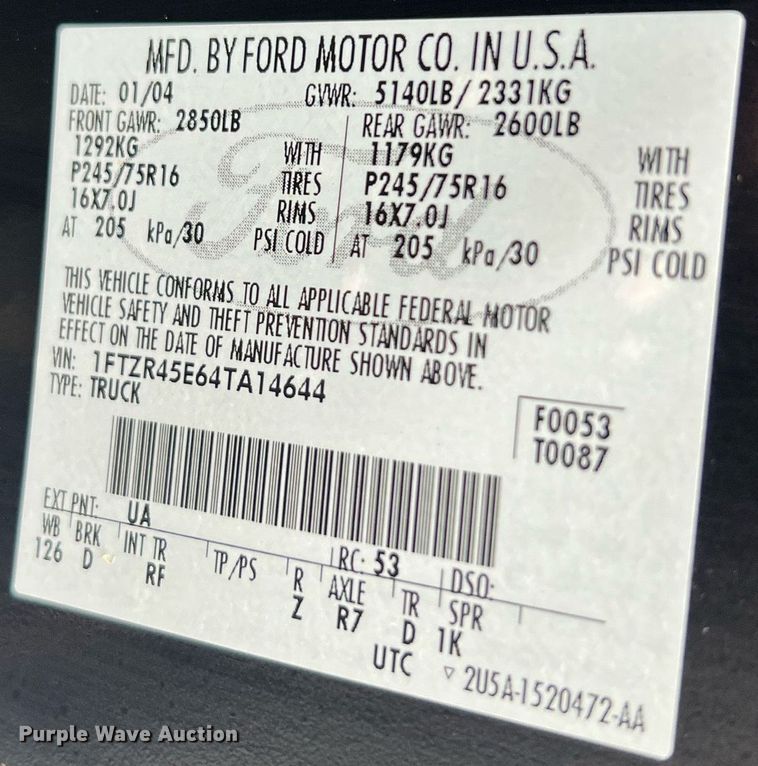 MFD. BY FORD MOTOR CO. IN U.S.A.
DATE: 01/04 GVWR: 5140LB/ 2331KG
FRONT GAWR: 2850LB REAR GAWR: 2600LB
1292KG WITH 1179KG WITH
P245/75R16 TIRES P245/75R16 TIRES
16X7.0J RIMS 16X7.0J RIMS
AT 205 kPa/30 PSI COLD AT 205 kPa/30 PSI COLD
Ford
THIS VEHICLE CONFORMS TO ALL APPLICABLE FEDERAL MOTOR
VEHICLE SAFETY AND THEFT PREVENTION STANDARDS IN
EFFECT ON THE DATE OF MANUFACTURE SHOWN ABOVE.
VIN: 1FTZR45E64TA14644
TYPE: TRUCK
F0053
T0087
EXT PNT: UA RC: 53 DSO:
WB BRK INT TR TP/PS R AXLE TR SPR
126 D RF Z R7 D 1K
UTC ▽ 2U5A-1520472-AA
Purple Wave Auction